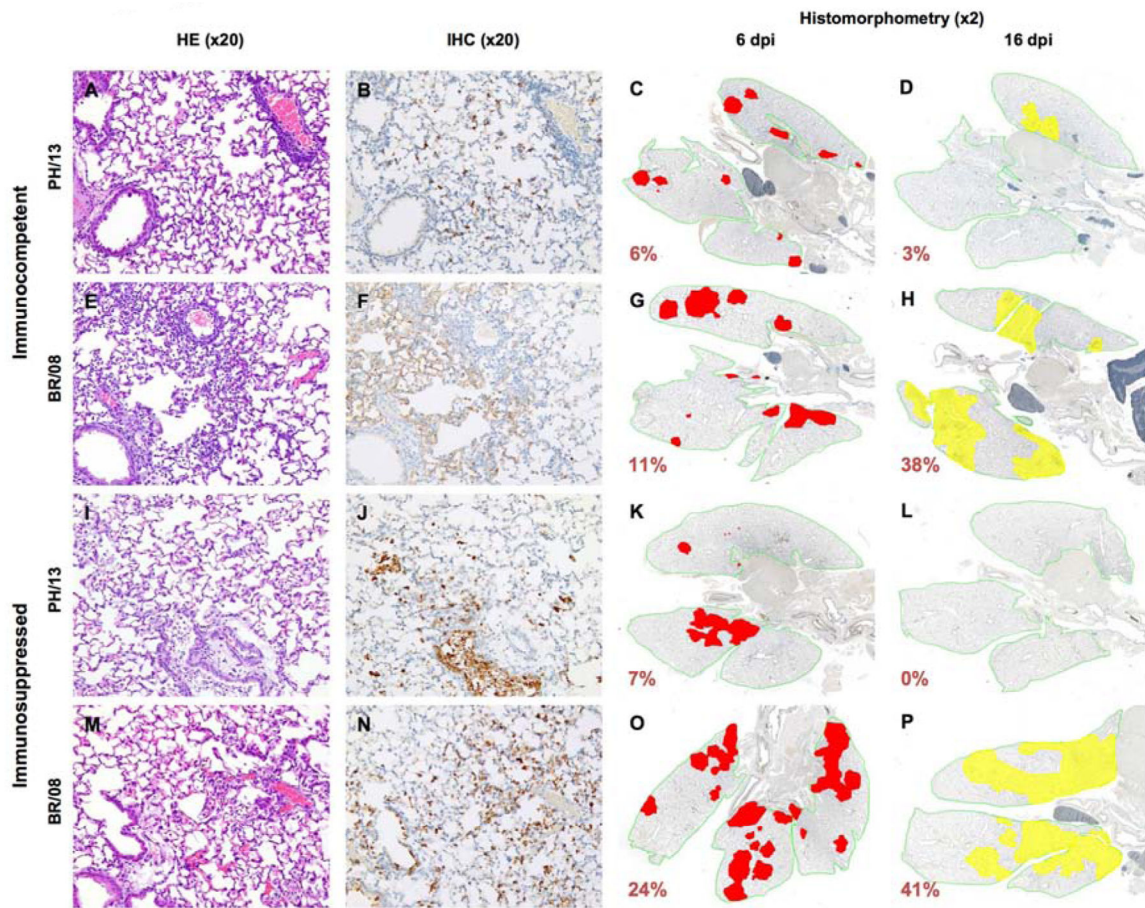 Histomorphometry (x2)
HE (x20) IHC (x20) 6 dpi 16 dpi
Immunocompetent
PH/13
A B C D
6% 3%
BR/08
E F G H
11% 38%
Immunosuppressed
PH/13
I J K L
7% 0%
BR/08
M N O P
24% 41%